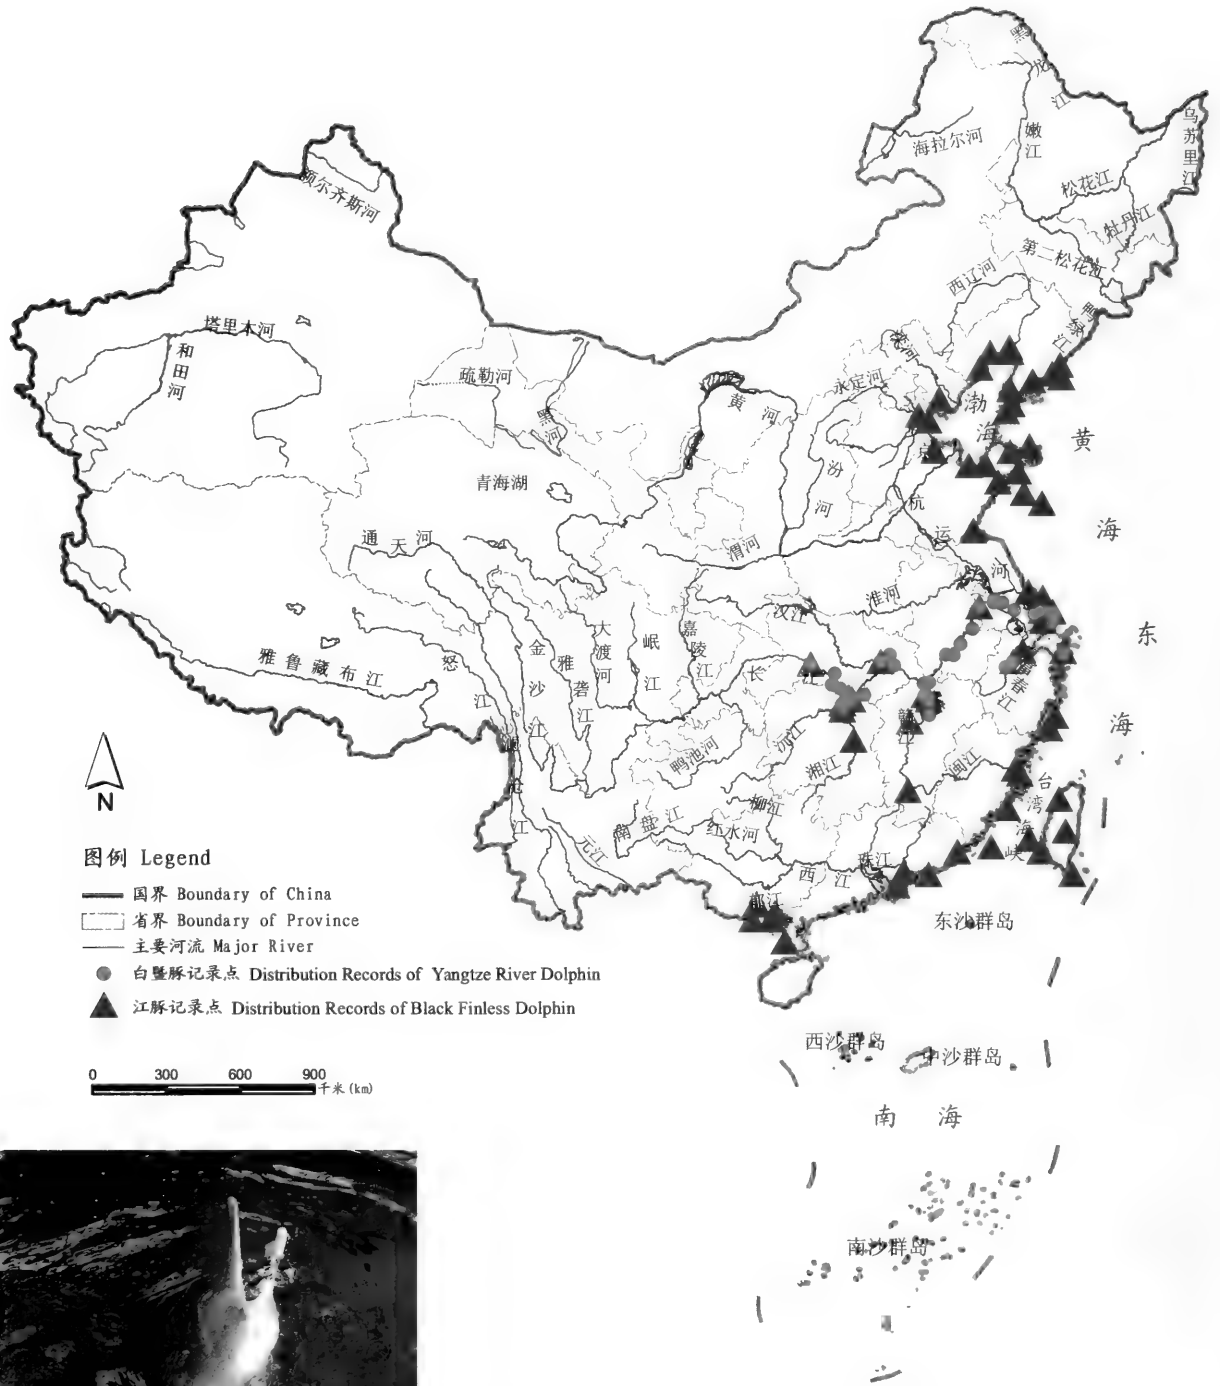 黑
龙
江
乌
苏
里
江
嫩
江
海拉尔河
松花江
牡丹江
额尔齐斯河
第二松花江
西辽河
鸭
绿
江
塔里木河
和
田
河
滦河
疏勒河
永定河
黑
河
黄河
渤
海
黄
海
京
汾
河
青海湖
杭
运
河
通天河
渭河
淮河
汉江
东
海
大
渡
河
金
沙
江
雅
砻
江
岷
江
嘉
陵
江
长
江
雅鲁藏布江
怒
江
富
春
江
澜
沧
江
赣
江
鸭池河
沅江
湘江
闽江
台
湾
海
峡
柳江
南盘江
红水河
元江
珠江
西江
郁江
N
图例 Legend
国界 Boundary of China
省界 Boundary of Province
主要河流 Major River
白暨豚记录点 Distribution Records of Yangtze River Dolphin
江豚记录点 Distribution Records of Black Finless Dolphin
0 300 600 900
千米(km)
东沙群岛
西沙群岛
中沙群岛
南海
南沙群岛